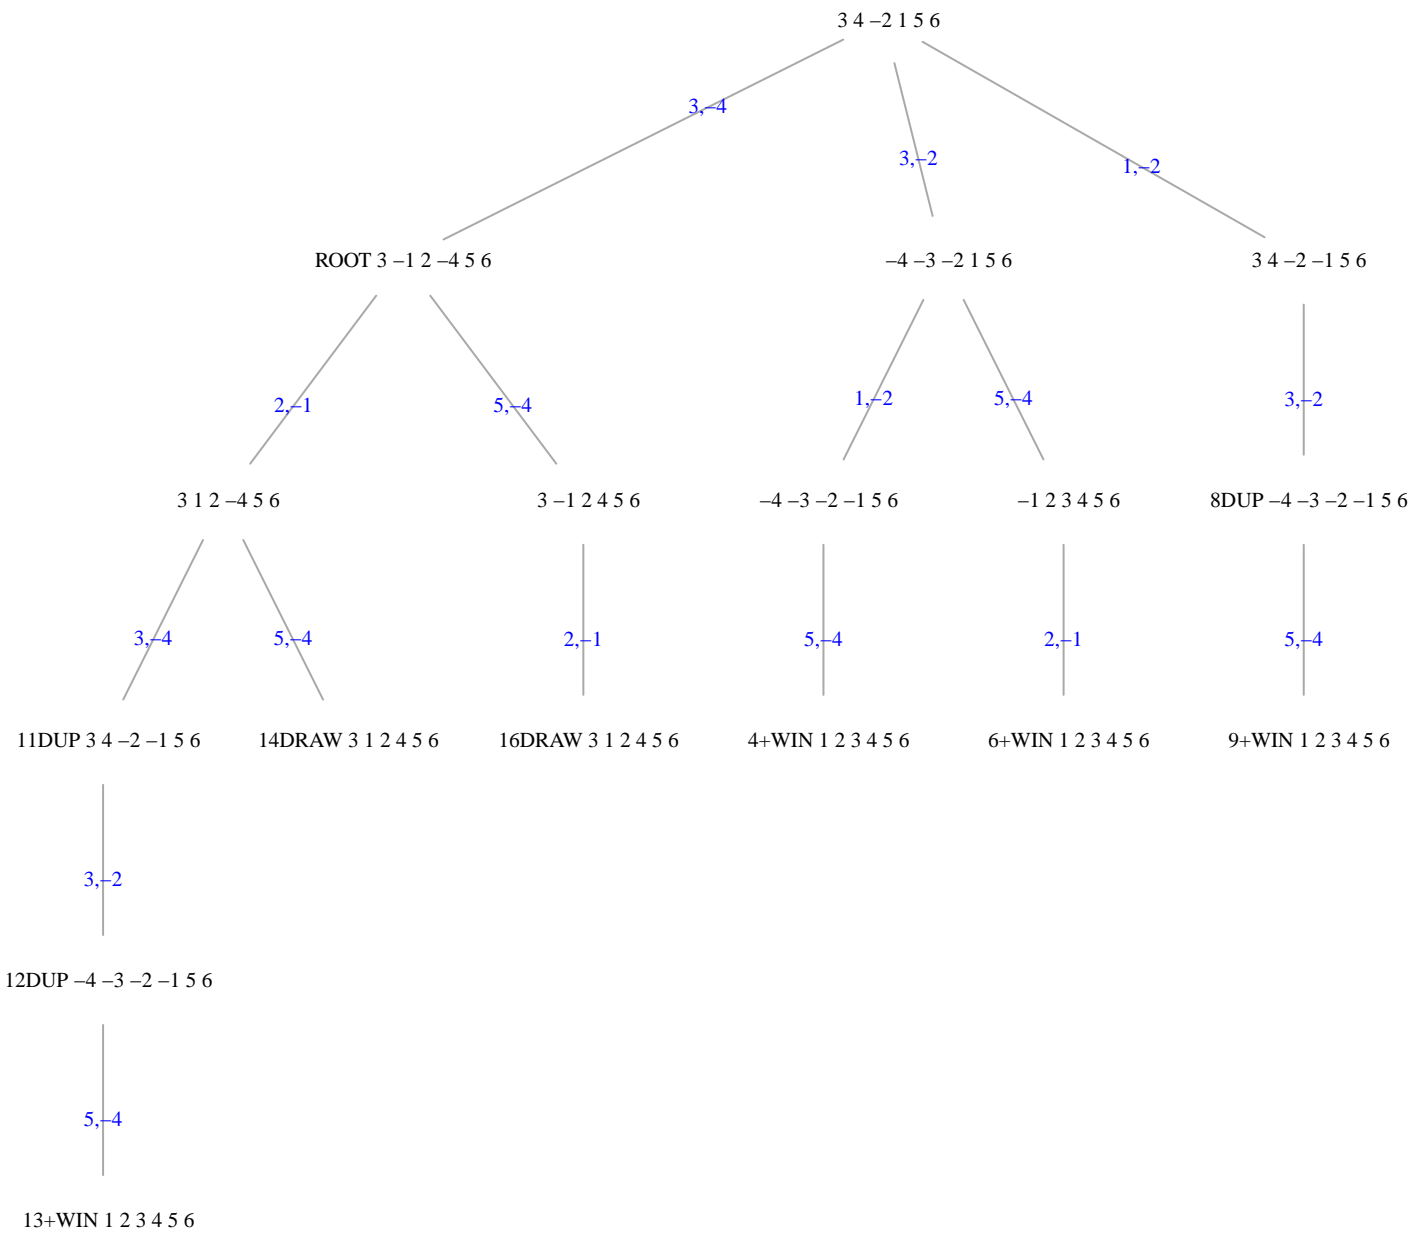 3 4 –2 1 5 6
3,–4
3,–2
1,–2
ROOT 3 –1 2 –4 5 6
–4 –3 –2 1 5 6
3 4 –2 –1 5 6
2,–1
5,–4
1,–2
5,–4
3,–2
3 1 2 –4 5 6
3 –1 2 4 5 6
–4 –3 –2 –1 5 6
–1 2 3 4 5 6
8DUP –4 –3 –2 –1 5 6
3,–4
5,–4
2,–1
5,–4
2,–1
5,–4
11DUP 3 4 –2 –1 5 6
14DRAW 3 1 2 4 5 6
16DRAW 3 1 2 4 5 6
4+WIN 1 2 3 4 5 6
6+WIN 1 2 3 4 5 6
9+WIN 1 2 3 4 5 6
3,–2
12DUP –4 –3 –2 –1 5 6
5,–4
13+WIN 1 2 3 4 5 6